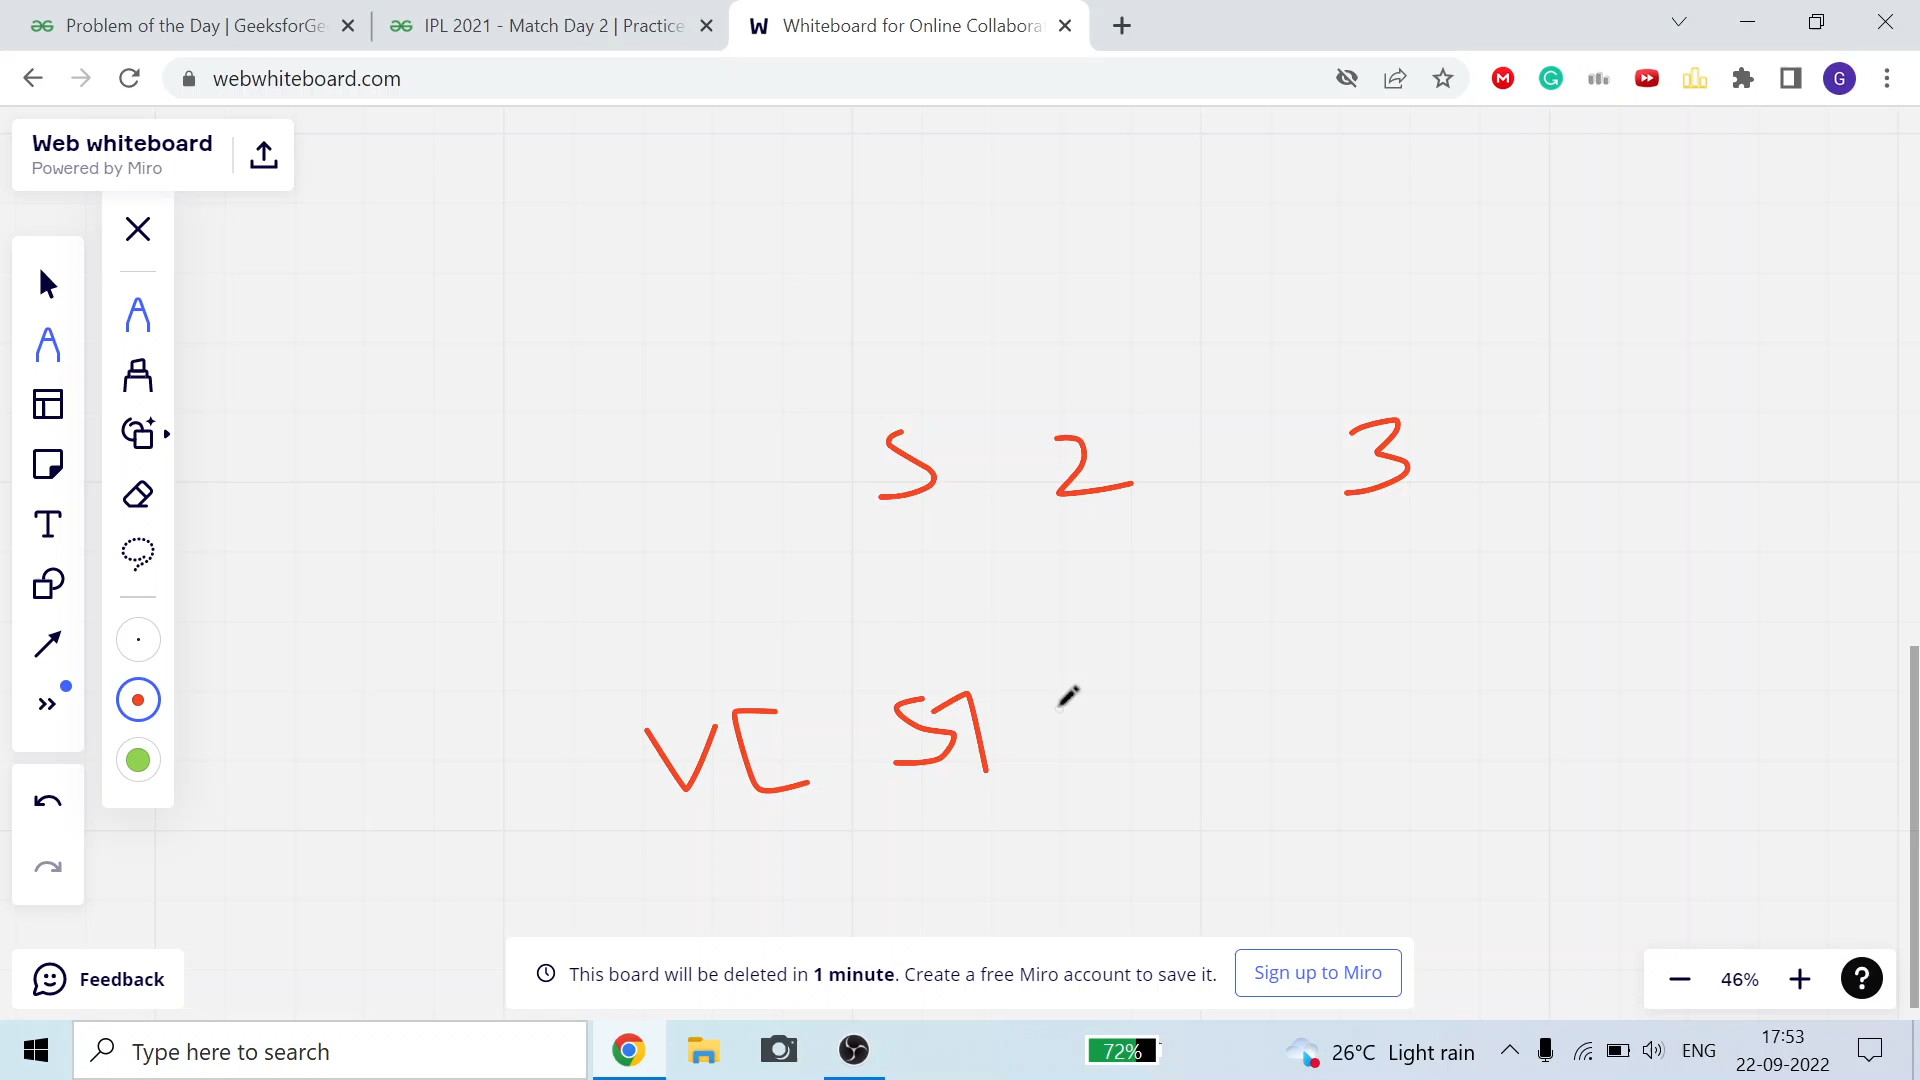 Problem of the Day | GeeksforGe
IPL 2021 - Match Day 2 | Practice
W Whiteboard for Online Collabora
webwhiteboard.com
G
Web whiteboard
Powered by Miro
S 2 3
VC
This board will be deleted in 1 minute. Create a free Miro account to save it.
Sign up to Miro
Feedback
46%
?
Type here to search
72%
26°C Light rain
ENG
17:53
22-09-2022